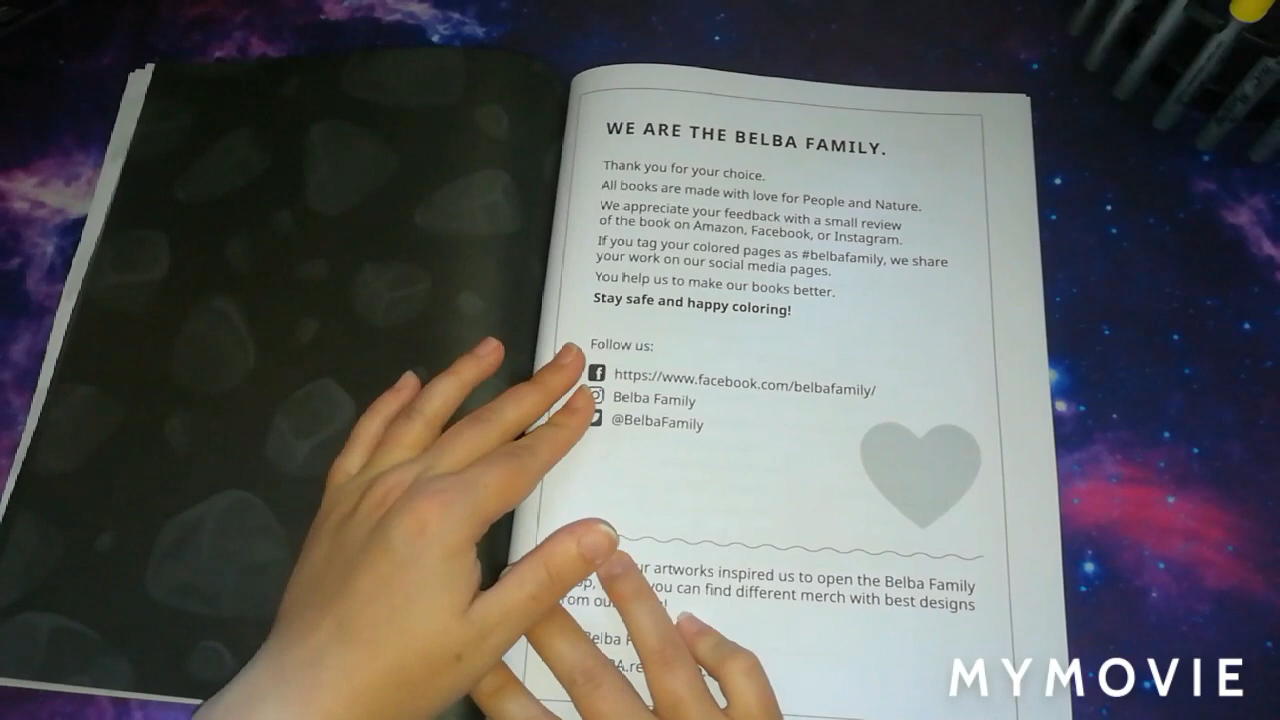 WE ARE THE BELBA FAMILY.
Thank you for your choice.
All books are made with love for People and Nature.
We appreciate your feedback with a small review
of the book on Amazon, Facebook, or Instagram.
If you tag your colored pages as #belbafamily, we share
your work on our social media pages.
You help us to make our books better.
Stay safe and happy coloring!
Follow us:
https://www.facebook.com/belbafamily/
Belba Family
@BelbaFamily
artworks inspired us to open the Belba Family
you can find different merch with best designs
MYMOVIE